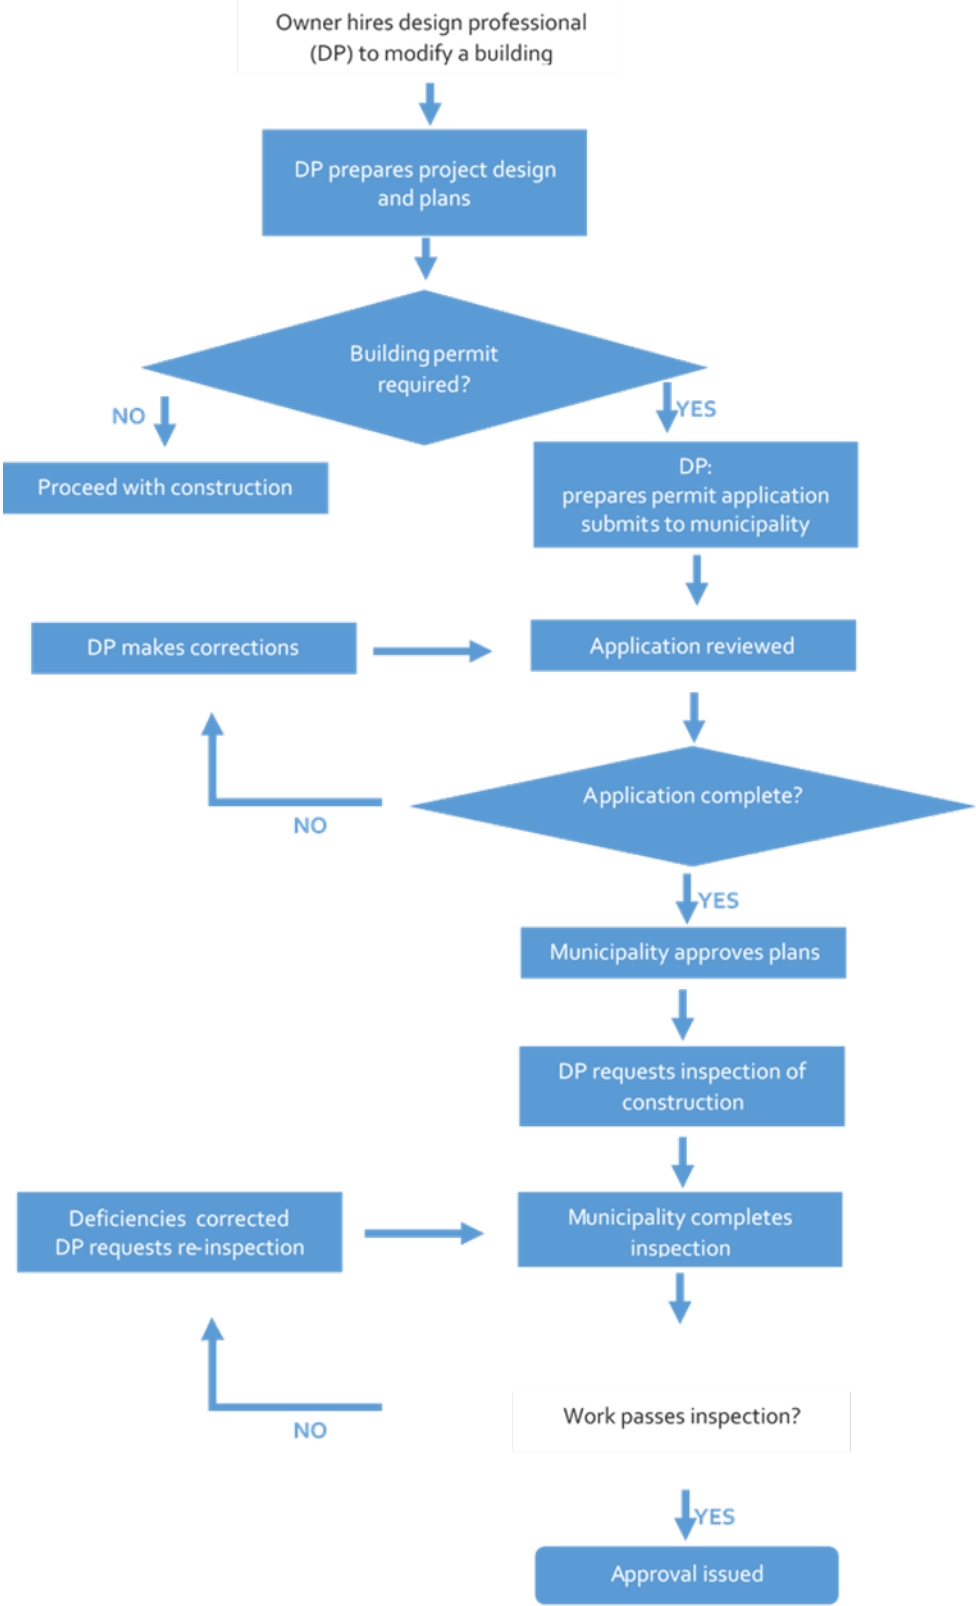 Owner hires design professional
(DP) to modify a building
DP prepares project design
and plans
Building permit
required?
NO
YES
Proceed with construction
DP:
prepares permit application
submits to municipality
DP makes corrections
Application reviewed
Application complete?
NO
YES
Municipality approves plans
DP requests inspection of
construction
Deficiencies corrected
DP requests re-inspection
Municipality completes
inspection
Work passes inspection?
NO
YES
Approval issued